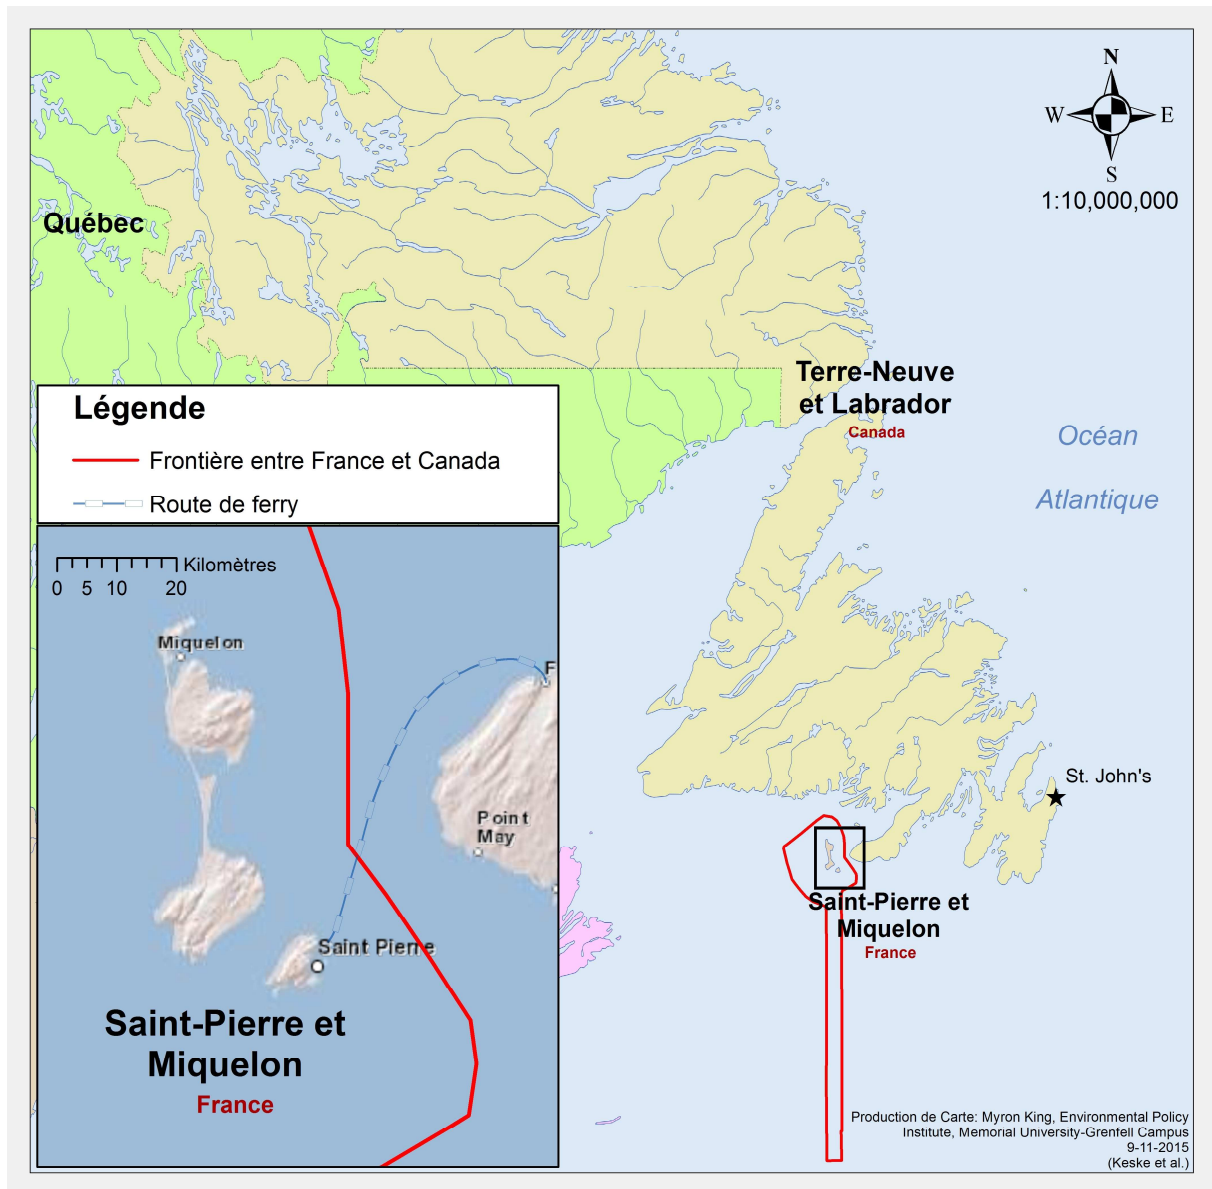 N
W E
S
1:10,000,000
Québec
Terre-Neuve
et Labrador
Canada
Océan
Atlantique
Légende
Frontière entre France et Canada
Route de ferry
Kilomètres
0 5 10 20
Miquelon
F
Point
May
Saint Pierre
Saint-Pierre et
Miquelon
France
St. John's
Saint-Pierre et
Miquelon
France
Production de Carte: Myron King, Environmental Policy
Institute, Memorial University-Grenfell Campus
9-11-2015
(Keske et al.)